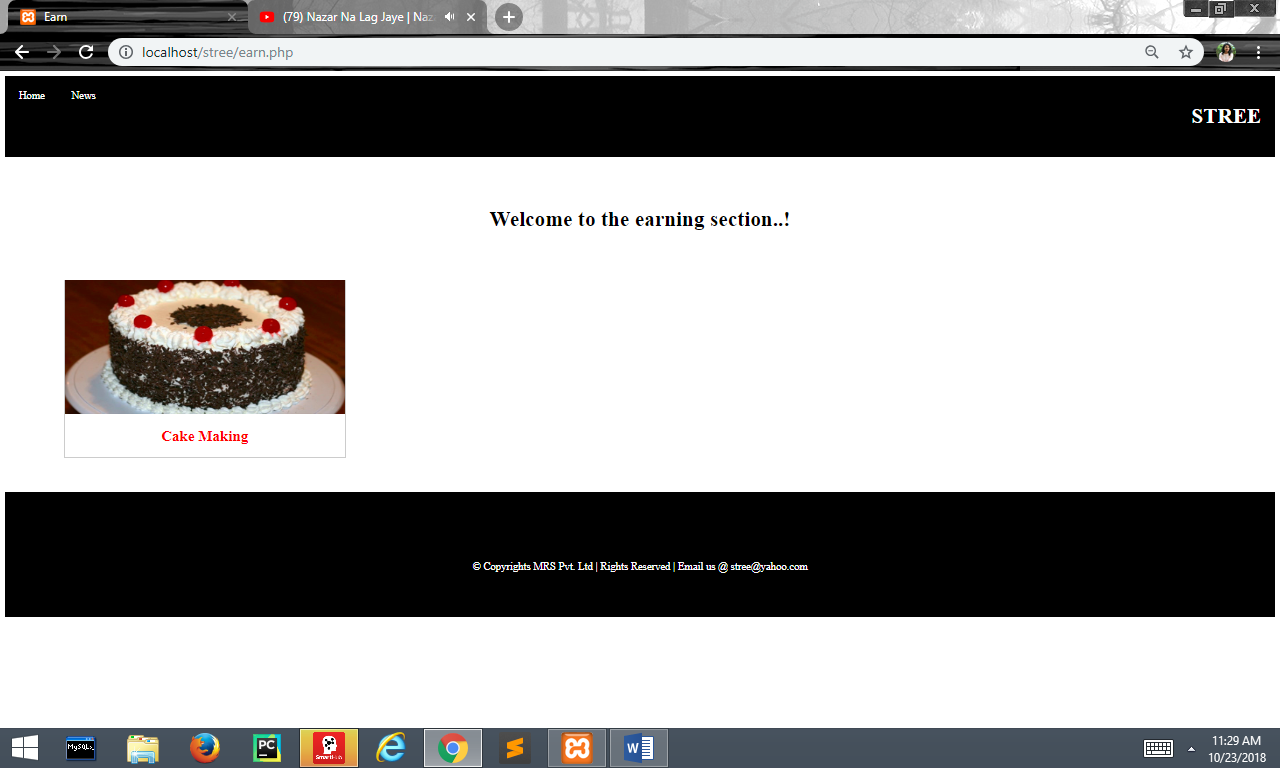 Earn
(79) Nazar Na Lag Jaye | Naz
localhost/stree/earn.php
Home News
STREE
Welcome to the earning section..!
Cake Making
© Copyrights MRS Pvt. Ltd | Rights Reserved | Email us @ stree@yahoo.com
MySQL
PC
W
11:29 AM
10/23/2018